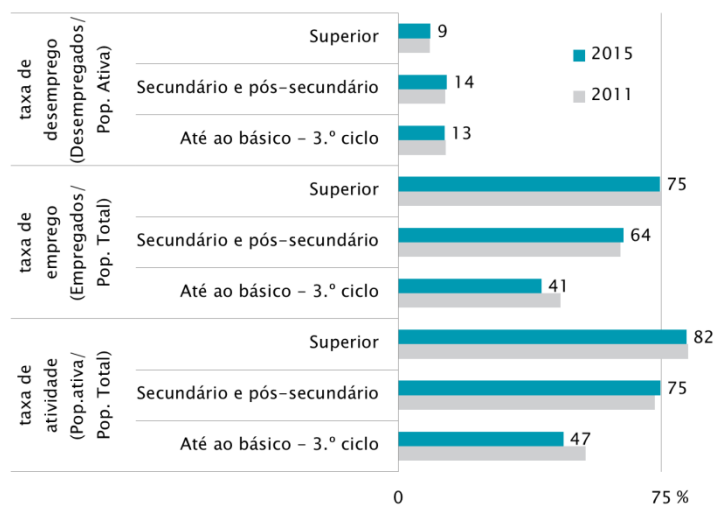 taxa de
desemprego
(Desempregados/
Pop. Ativa)
Superior
9
Secundário e pós-secundário
14
Até ao básico - 3.º ciclo
13
2015
2011
taxa de
emprego
(Empregados/
Pop. Total)
Superior
75
Secundário e pós-secundário
64
Até ao básico - 3.º ciclo
41
taxa de
atividade
(Pop.ativa/
Pop. Total)
Superior
82
Secundário e pós-secundário
75
Até ao básico - 3.º ciclo
47
0
75 %